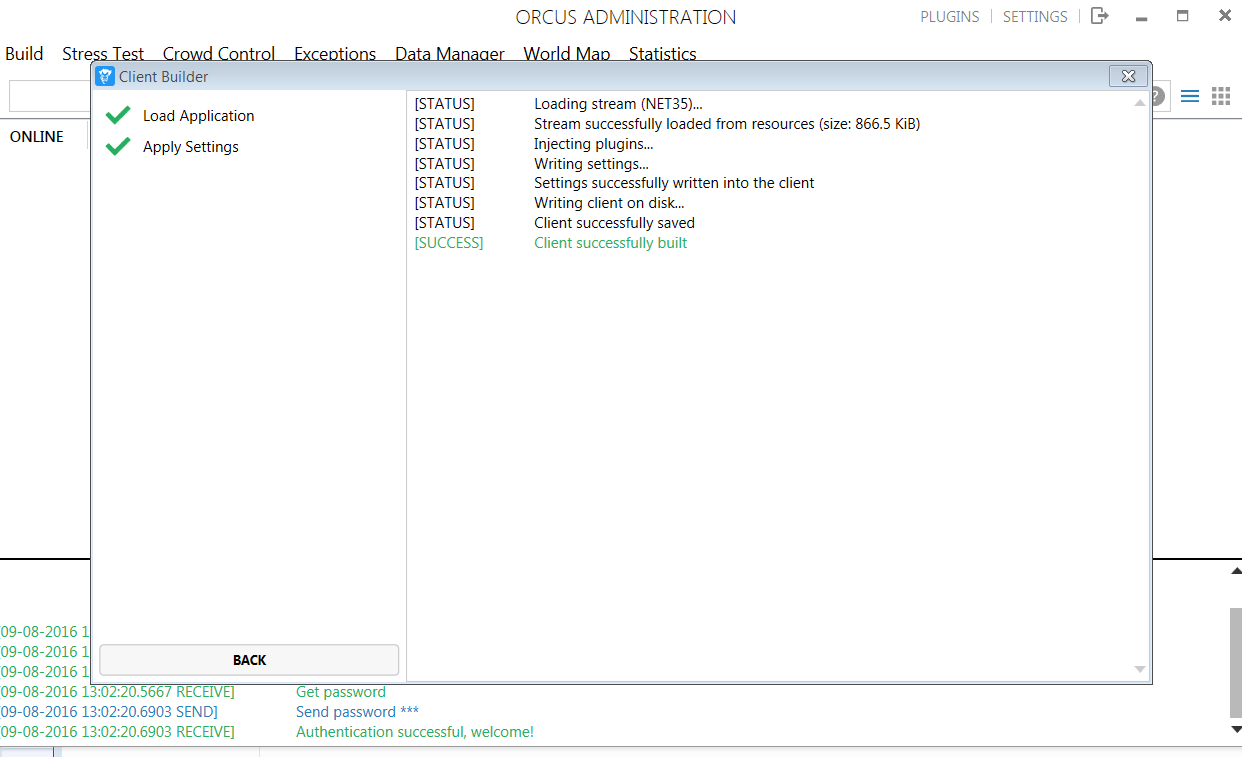 ORCUS ADMINISTRATION
PLUGINS
SETTINGS
Build Stress Test Crowd Control Exceptions Data Manager World Map Statistics
Client Builder
?
ONLINE
Load Application
Apply Settings
[STATUS] Loading stream (NET35)...
[STATUS] Stream successfully loaded from resources (size: 866.5 KiB)
[STATUS] Injecting plugins...
[STATUS] Writing settings...
[STATUS] Settings successfully written into the client
[STATUS] Writing client on disk...
[STATUS] Client successfully saved
[SUCCESS] Client successfully built
BACK
09-08-2016 1
09-08-2016 1
09-08-2016 1
09-08-2016 13:02:20.5667 RECEIVE] Get password
09-08-2016 13:02:20.6903 SEND] Send password ***
09-08-2016 13:02:20.6903 RECEIVE] Authentication successful, welcome!